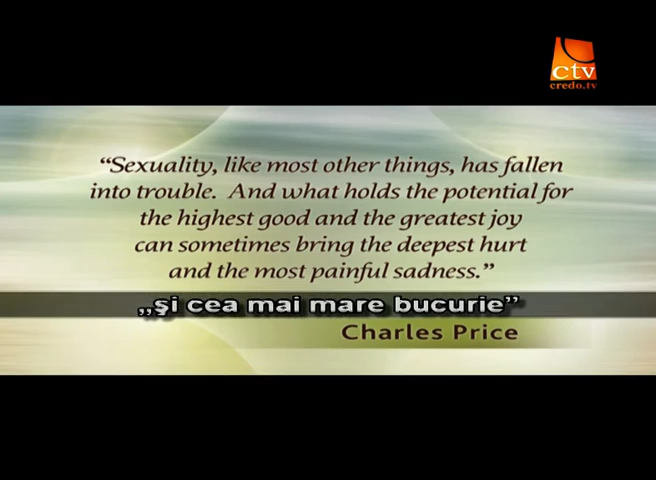 ctv
credo.tv
“Sexuality, like most other things, has fallen
into trouble. And what holds the potential for
the highest good and the greatest joy
can sometimes bring the deepest hurt
and the most painful sadness.”
„şi cea mai mare bucurie”
Charles Price